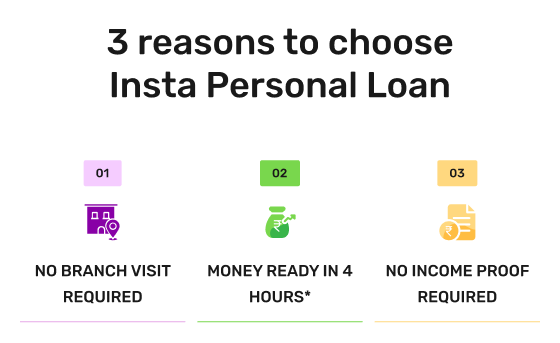 3 reasons to choose
Insta Personal Loan
01
NO BRANCH VISIT
REQUIRED
02
₹
MONEY READY IN 4
HOURS*
03
₹
NO INCOME PROOF
REQUIRED